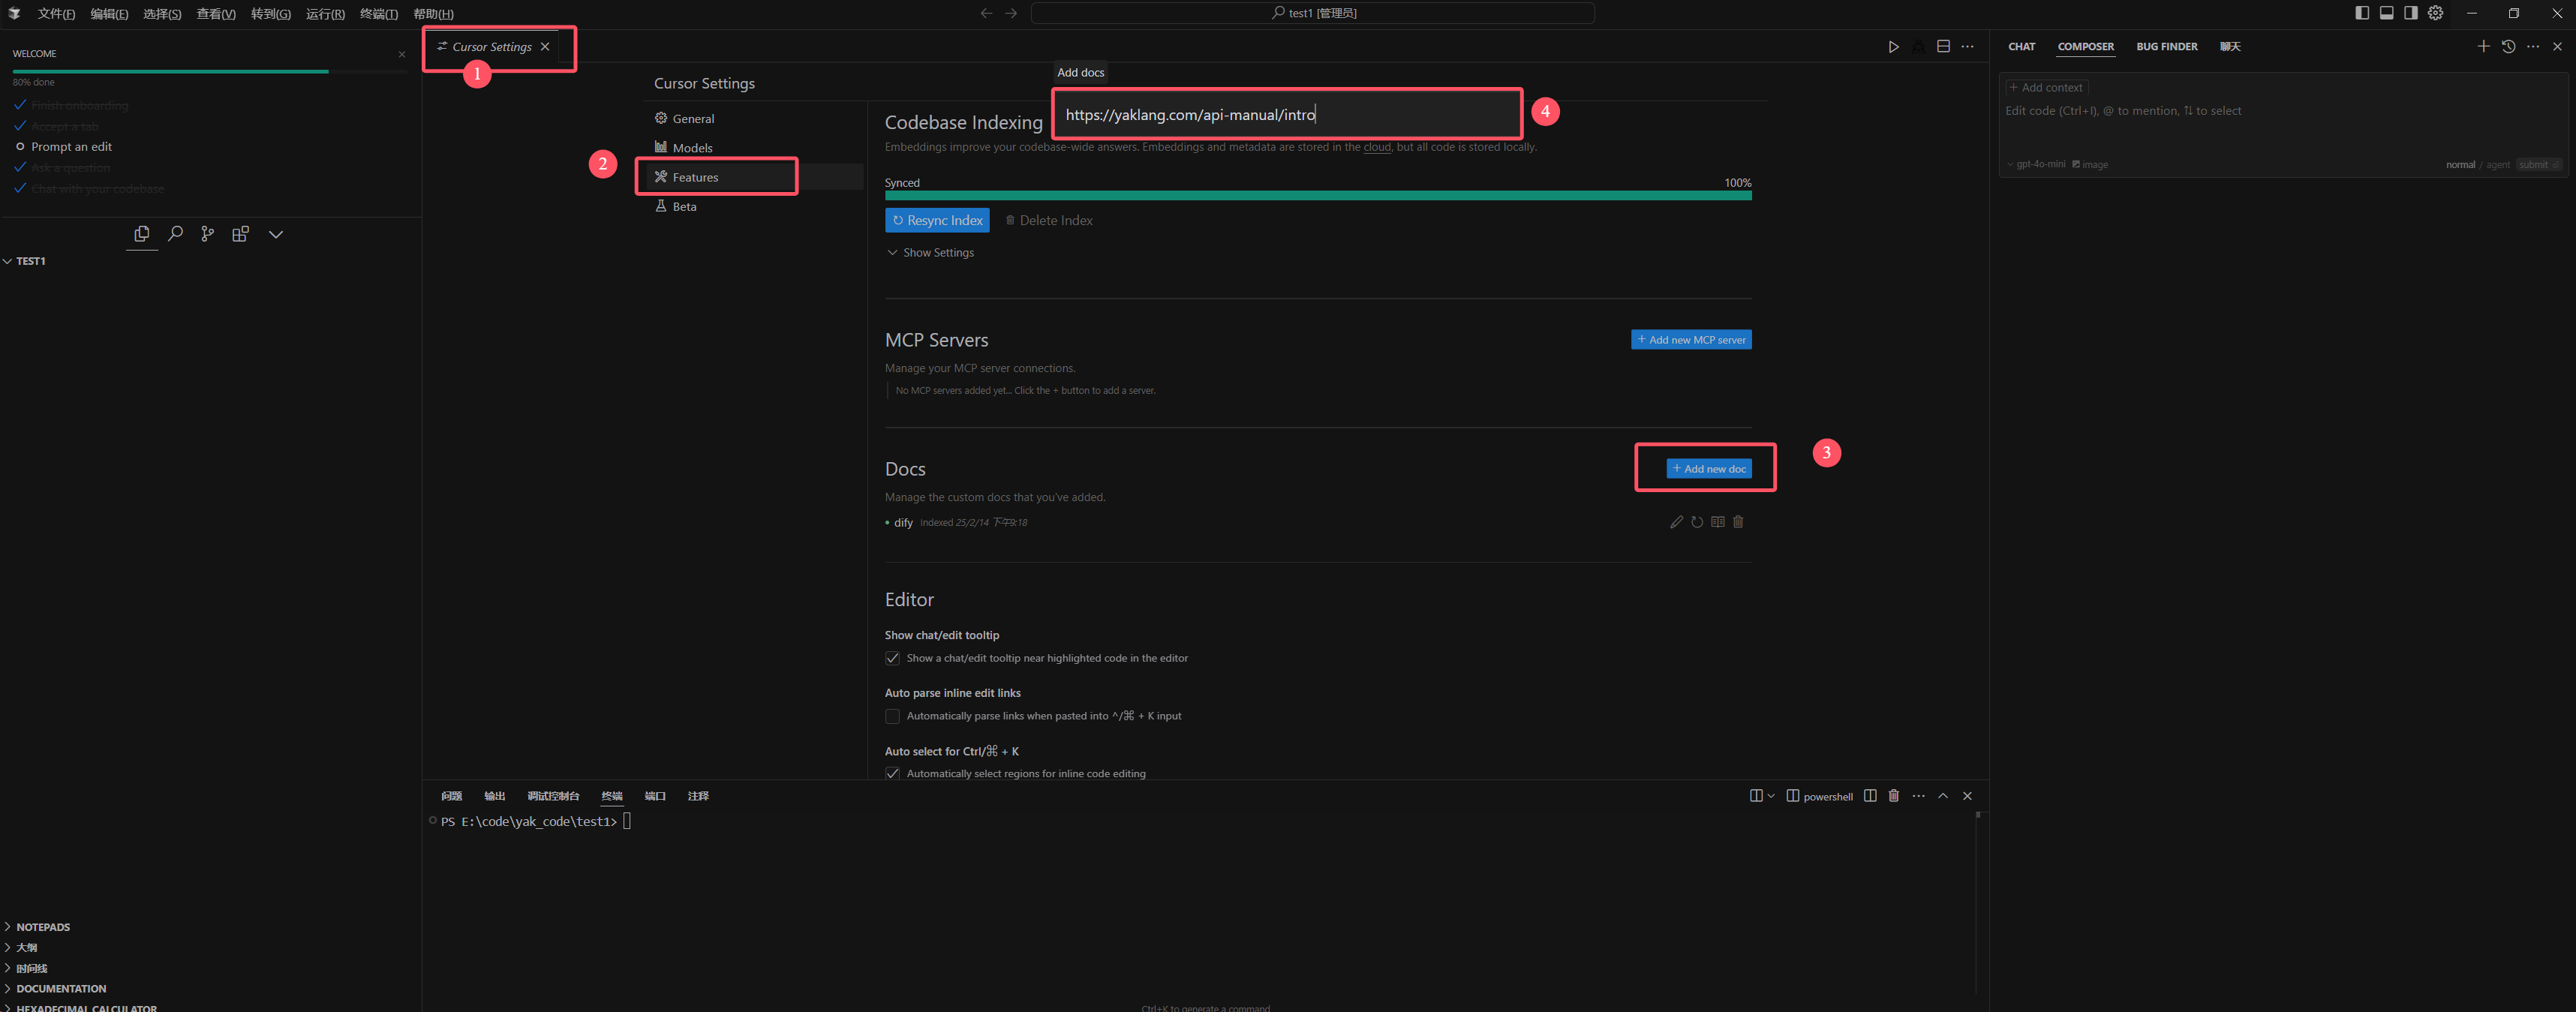 文件(F) 编辑(E) 选择(S) 查看(V) 转到(G) 运行(R) 终端(T) 帮助(H)
test1 [管理员]
WELCOME
80% done
Finish onboarding
Accept a tab
Prompt an edit
Ask a question
Chat with your codebase
TEST1
NOTEPADS
大纲
时间线
DOCUMENTATION
HEXADECIMAL CALCULATOR
Cursor Settings
1
Cursor Settings
General
Models
2
Features
Beta
Add docs
https://yaklang.com/api-manual/intro
4
Codebase Indexing
Embeddings improve your codebase-wide answers. Embeddings and metadata are stored in the cloud, but all code is stored locally.
Synced 100%
Resync Index Delete Index
Show Settings
MCP Servers
+ Add new MCP server
Manage your MCP server connections.
No MCP servers added yet... Click the + button to add a server.
Docs
+ Add new doc
3
Manage the custom docs that you've added.
dify Indexed 25/2/14 下午9:18
Editor
Show chat/edit tooltip
Show a chat/edit tooltip near highlighted code in the editor
Auto parse inline edit links
Automatically parse links when pasted into ^/⌘ + K input
Auto select for Ctrl/⌘ + K
Automatically select regions for inline code editing
问题 输出 调试控制台 终端 端口 注释
powershell
PS E:\code\yak_code\test1>
Ctrl+K to generate a command
CHAT COMPOSER BUG FINDER 聊天
+ Add context
Edit code (Ctrl+I), @ to mention, ⇅ to select
gpt-4o-mini image
normal / agent submit